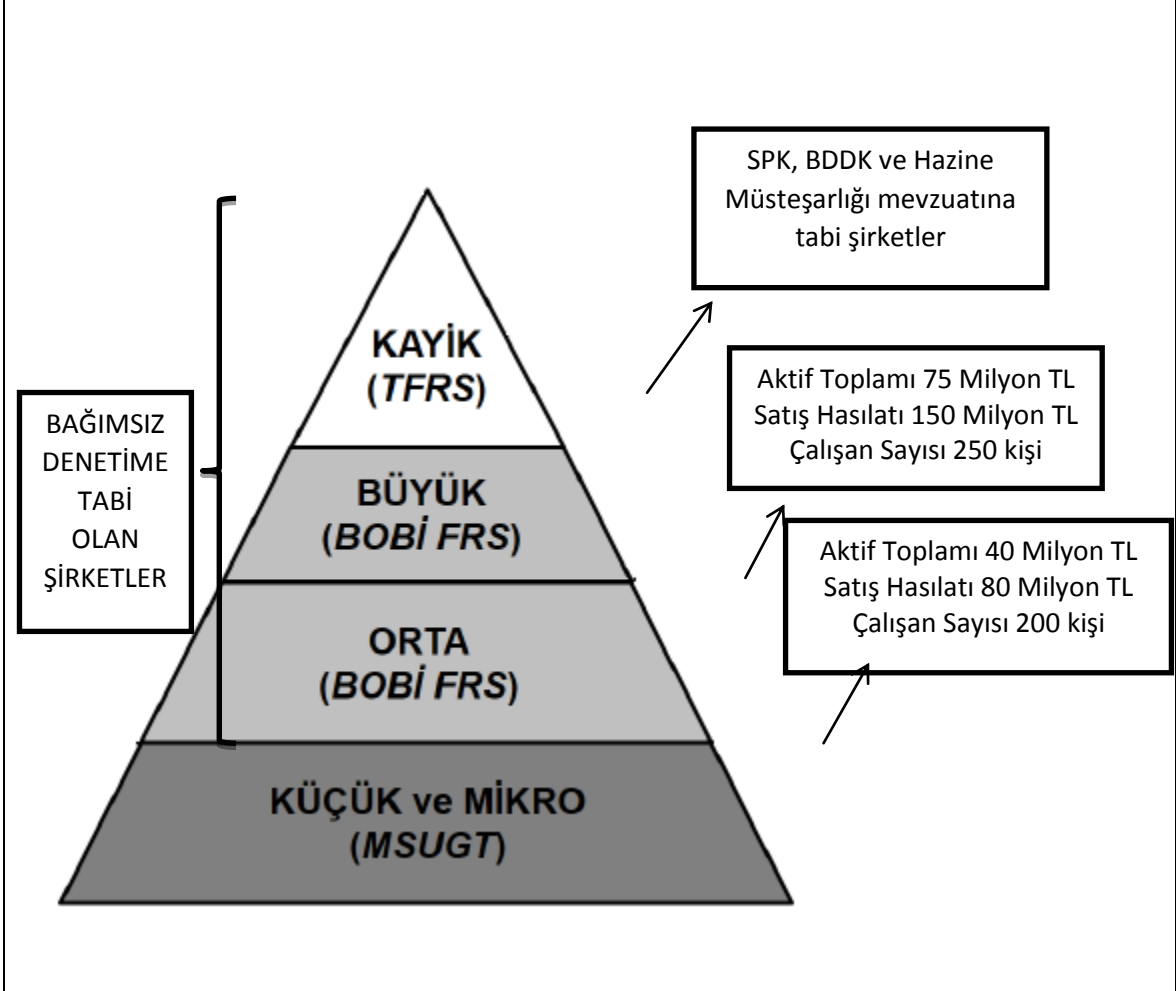 SPK, BDDK ve Hazine
Müsteşarlığı mevzuatına
tabi şirketler
KAYİK
(TFRS)
Aktif Toplamı 75 Milyon TL
Satış Hasılatı 150 Milyon TL
Çalışan Sayısı 250 kişi
BAĞIMSIZ
DENETİME
TABİ
OLAN
ŞİRKETLER
BÜYÜK
(BOBİ FRS)
Aktif Toplamı 40 Milyon TL
Satış Hasılatı 80 Milyon TL
Çalışan Sayısı 200 kişi
ORTA
(BOBİ FRS)
KÜÇÜK ve MİKRO
(MSUGT)